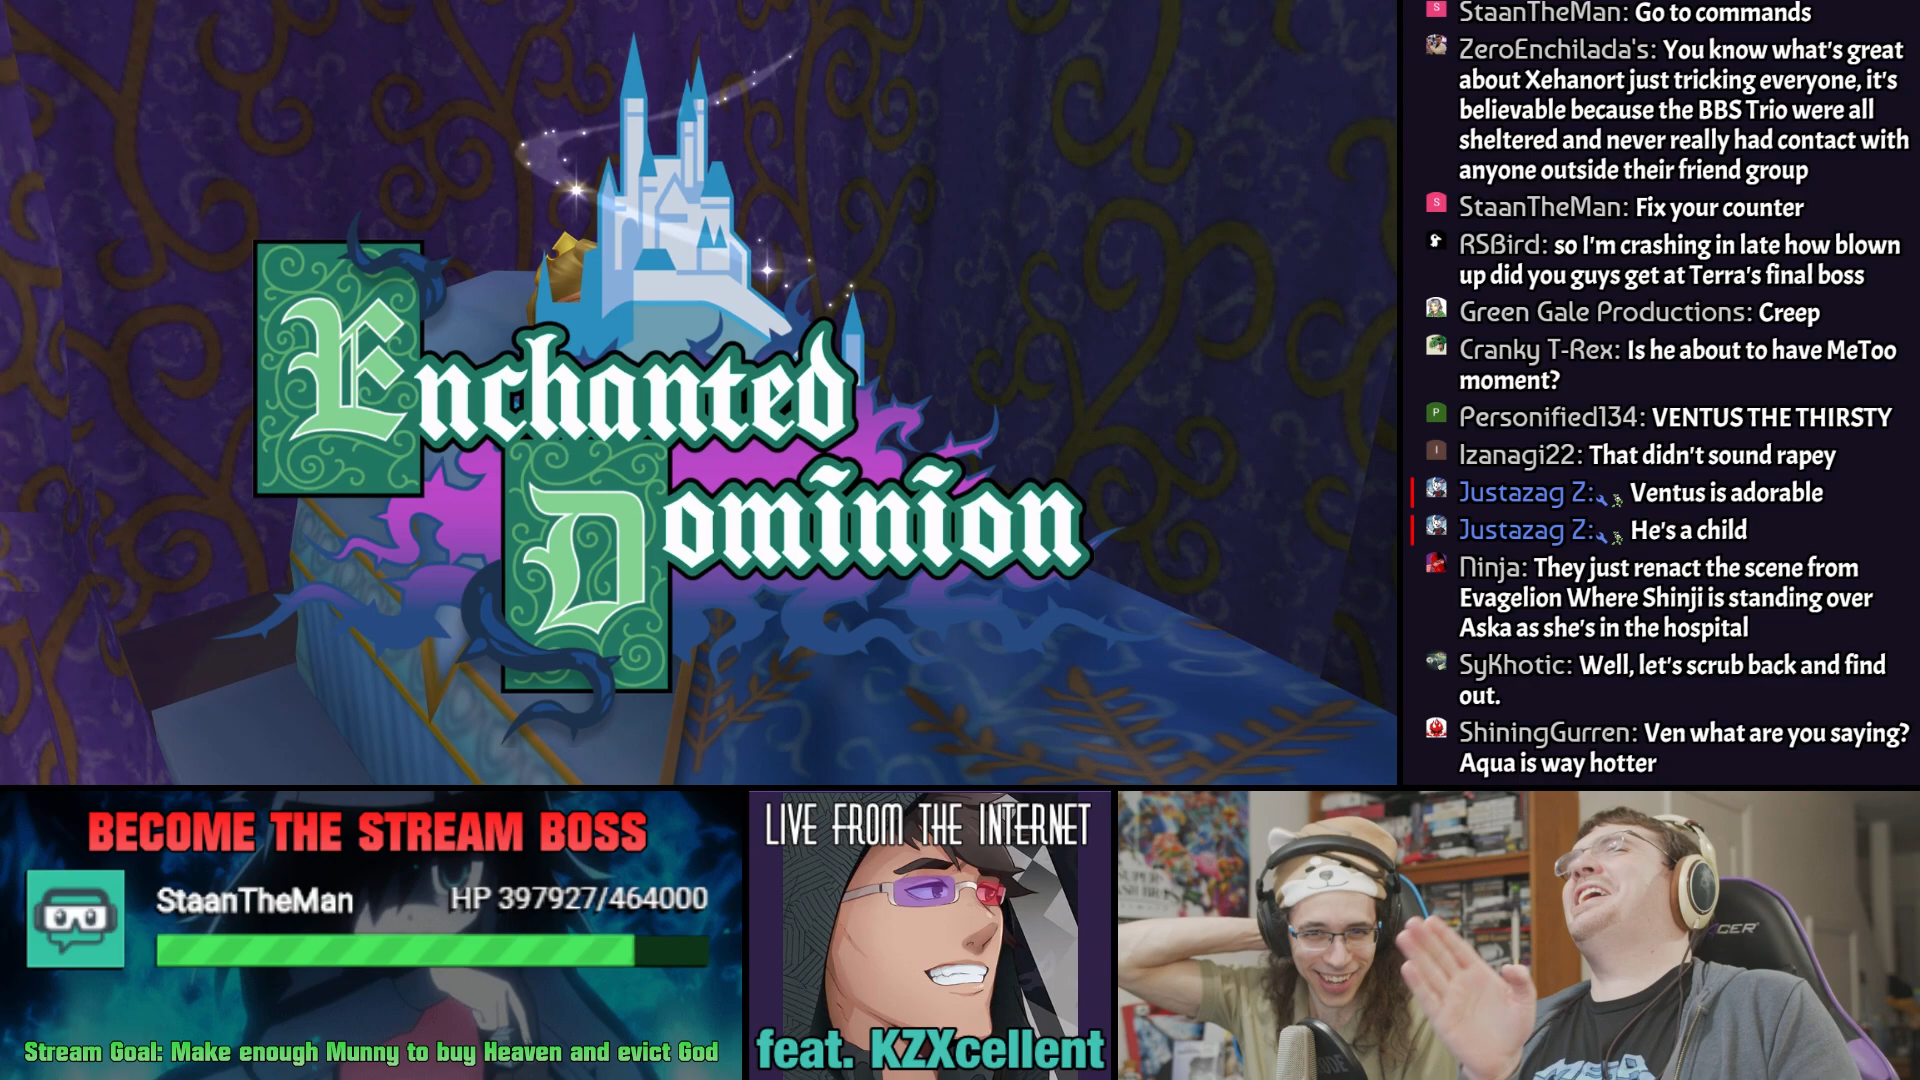 Enchanted
Dominion
S StaanTheMan: Go to commands
ZeroEnchilada's: You know what's great
about Xehanort just tricking everyone, it's
believable because the BBS Trio were all
sheltered and never really had contact with
anyone outside their friend group
S StaanTheMan: Fix your counter
RSBird: so I'm crashing in late how blown
up did you guys get at Terra's final boss
Green Gale Productions: Creep
Cranky T-Rex: Is he about to have MeToo
moment?
P Personified134: VENTUS THE THIRSTY
I Izanagi22: That didn't sound rapey
Justazag Z: Ventus is adorable
Justazag Z: He's a child
Ninja: They just renact the scene from
Evagelion Where Shinji is standing over
Aska as she's in the hospital
SyKhotic: Well, let's scrub back and find
out.
ShiningGurren: Ven what are you saying?
Aqua is way hotter
BECOME THE STREAM BOSS
StaanTheMan HP 397927/464000
Stream Goal: Make enough Munny to buy Heaven and evict God
LIVE FROM THE INTERNET
feat. KZXcellent